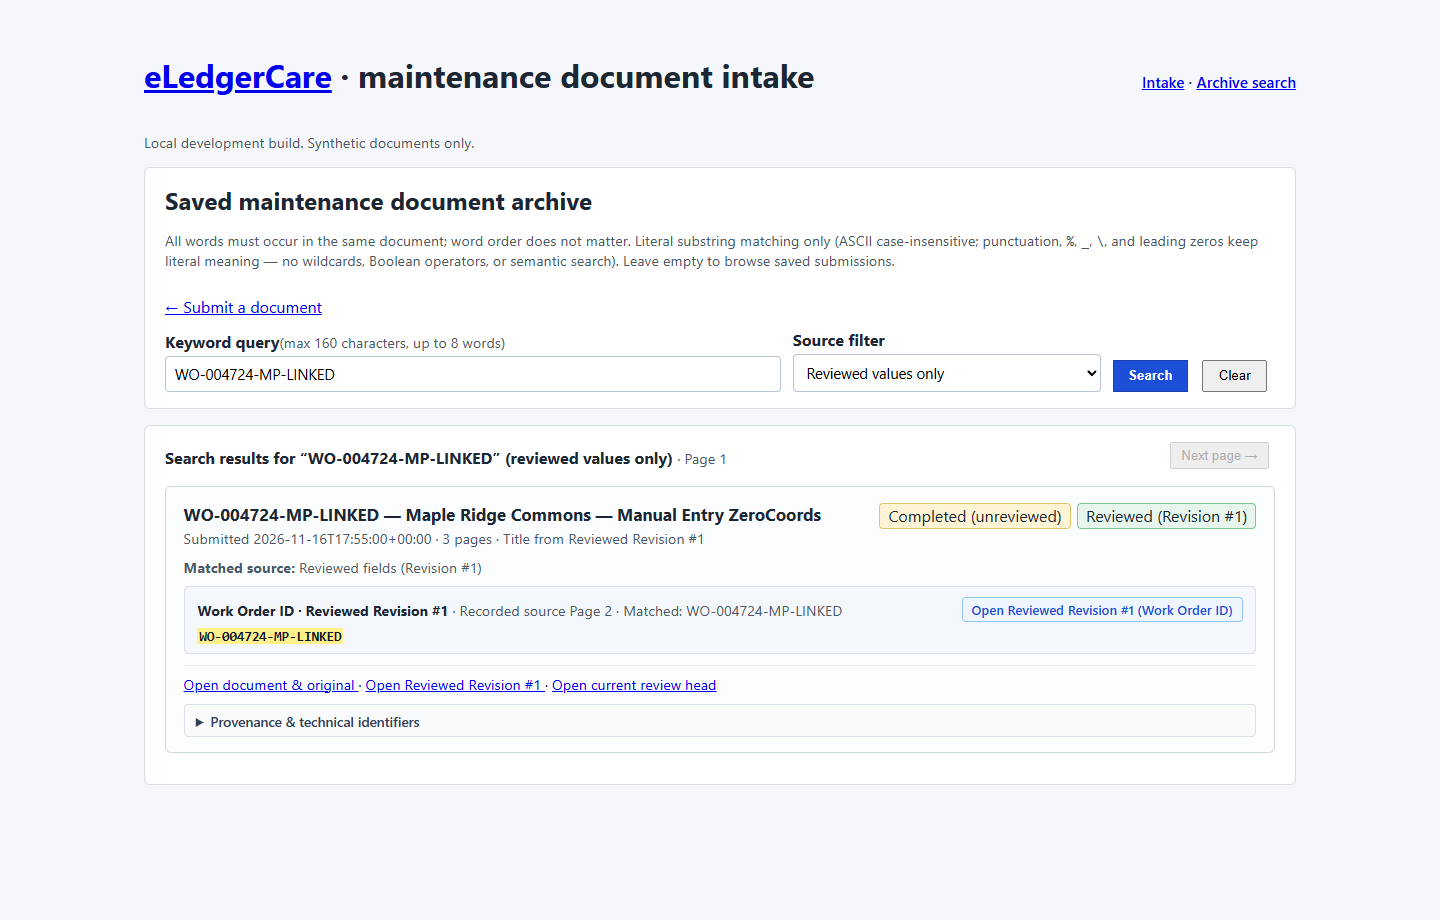 eLedgerCare · maintenance document intake
Intake · Archive search
Local development build. Synthetic documents only.
Saved maintenance document archive
All words must occur in the same document; word order does not matter. Literal substring matching only (ASCII case-insensitive; punctuation, %, _, \, and leading zeros keep
literal meaning — no wildcards, Boolean operators, or semantic search). Leave empty to browse saved submissions.
← Submit a document
Keyword query(max 160 characters, up to 8 words)
Source filter
WO-004724-MP-LINKED
Reviewed values only
Search
Clear
Search results for “WO-004724-MP-LINKED” (reviewed values only) · Page 1
Next page →
WO-004724-MP-LINKED — Maple Ridge Commons — Manual Entry ZeroCoords
Completed (unreviewed)
Reviewed (Revision #1)
Submitted 2026-11-16T17:55:00+00:00 · 3 pages · Title from Reviewed Revision #1
Matched source: Reviewed fields (Revision #1)
Work Order ID · Reviewed Revision #1 · Recorded source Page 2 · Matched: WO-004724-MP-LINKED
Open Reviewed Revision #1 (Work Order ID)
WO-004724-MP-LINKED
Open document & original · Open Reviewed Revision #1 · Open current review head
▶ Provenance & technical identifiers